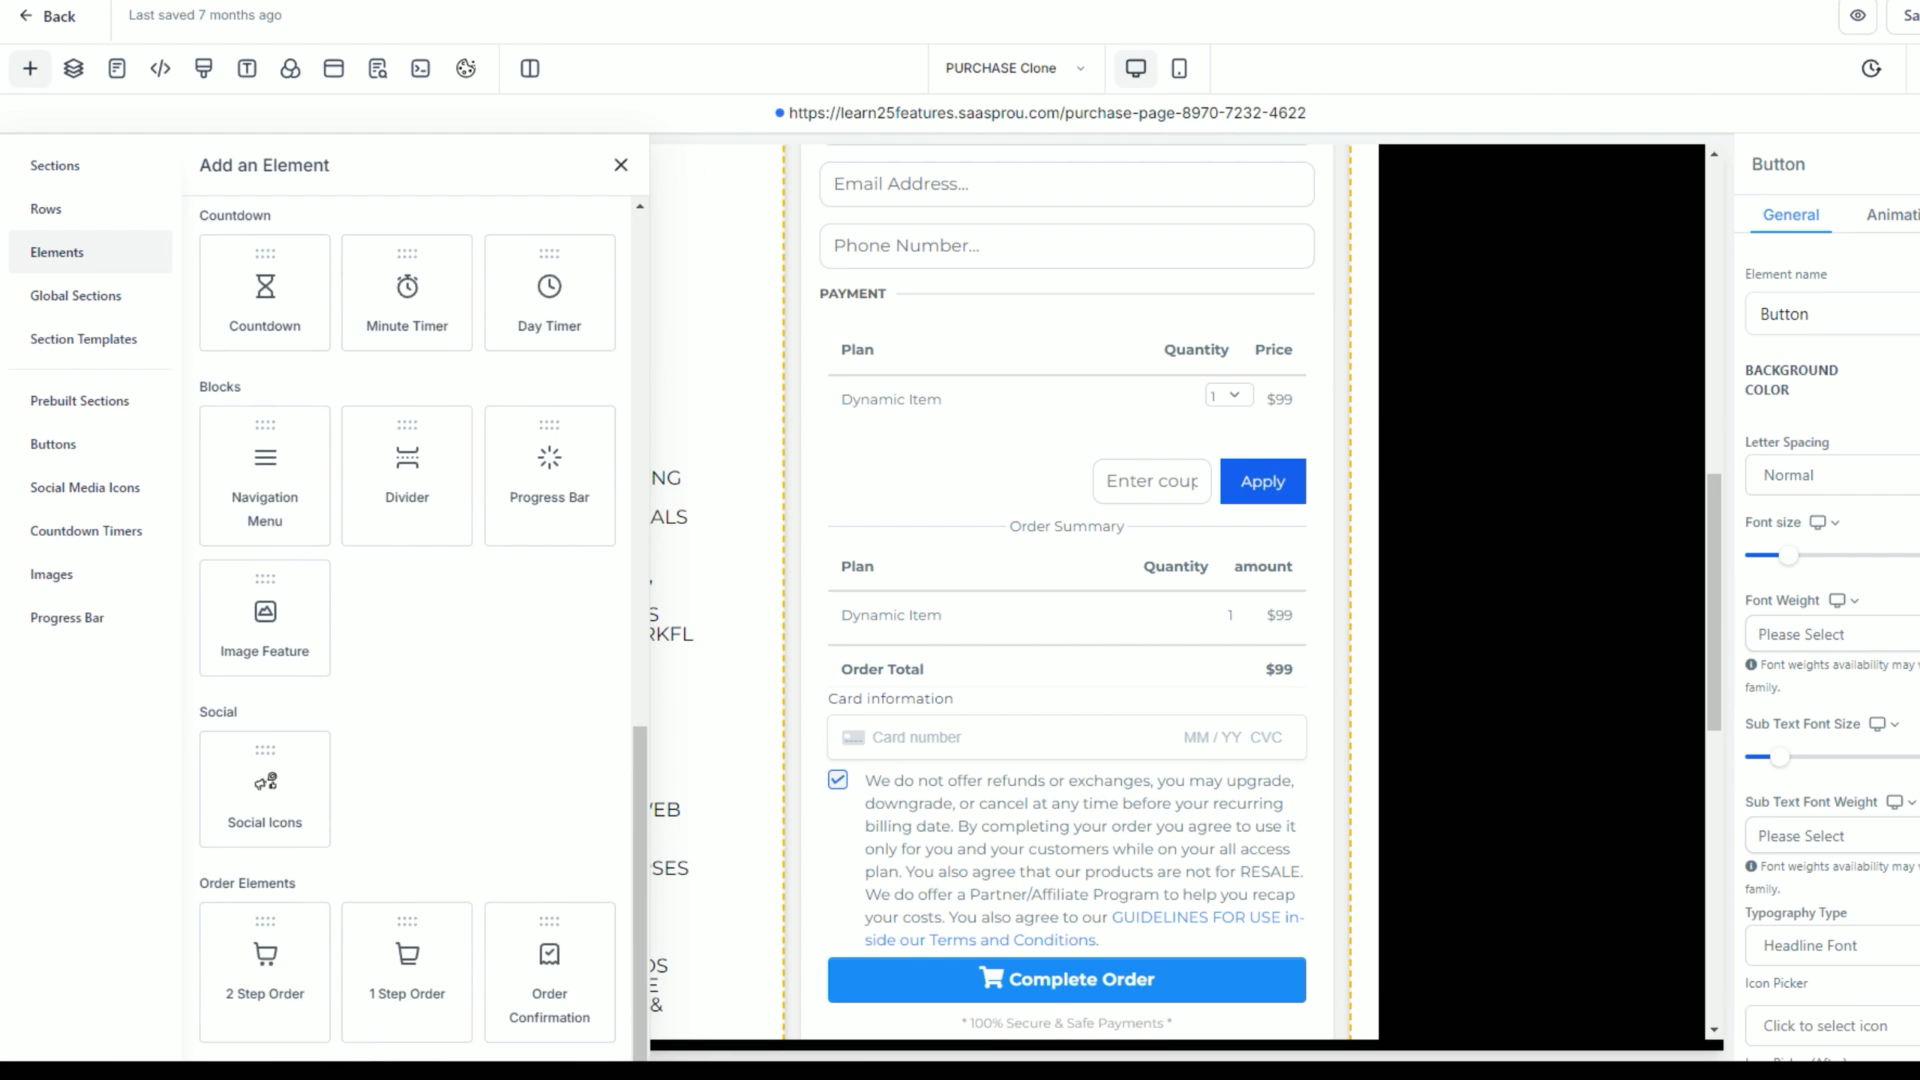 Back
Last saved 7 months ago
PURCHASE Clone
https://learn25features.saasprou.com/purchase-page-8970-7232-4622
Sections
Rows
Elements
Global Sections
Section Templates
Prebuilt Sections
Buttons
Social Media Icons
Countdown Timers
Images
Progress Bar
Add an Element
Countdown
Countdown
Minute Timer
Day Timer
Blocks
Navigation
Menu
Divider
Progress Bar
Image Feature
Social
Social Icons
Order Elements
2 Step Order
1 Step Order
Order
Confirmation
NG
ALS
S
RKFL
EB
SES
DS
E
&
Email Address...
Phone Number...
PAYMENT
Plan Quantity Price
Dynamic Item 1 $99
Enter coup Apply
Order Summary
Plan Quantity amount
Dynamic Item 1 $99
Order Total $99
Card information
Card number MM / YY CVC
We do not offer refunds or exchanges, you may upgrade,
downgrade, or cancel at any time before your recurring
billing date. By completing your order you agree to use it
only for you and your customers while on your all access
plan. You also agree that our products are not for RESALE.
We do offer a Partner/Affiliate Program to help you recap
your costs. You also agree to our GUIDELINES FOR USE in-
side our Terms and Conditions.
Complete Order
* 100% Secure & Safe Payments *
Sa
Button
General Animati
Element name
Button
BACKGROUND
COLOR
Letter Spacing
Normal
Font size
Font Weight
Please Select
Font weights availability may
family.
Sub Text Font Size
Sub Text Font Weight
Please Select
Font weights availability may
family.
Typography Type
Headline Font
Icon Picker
Click to select icon